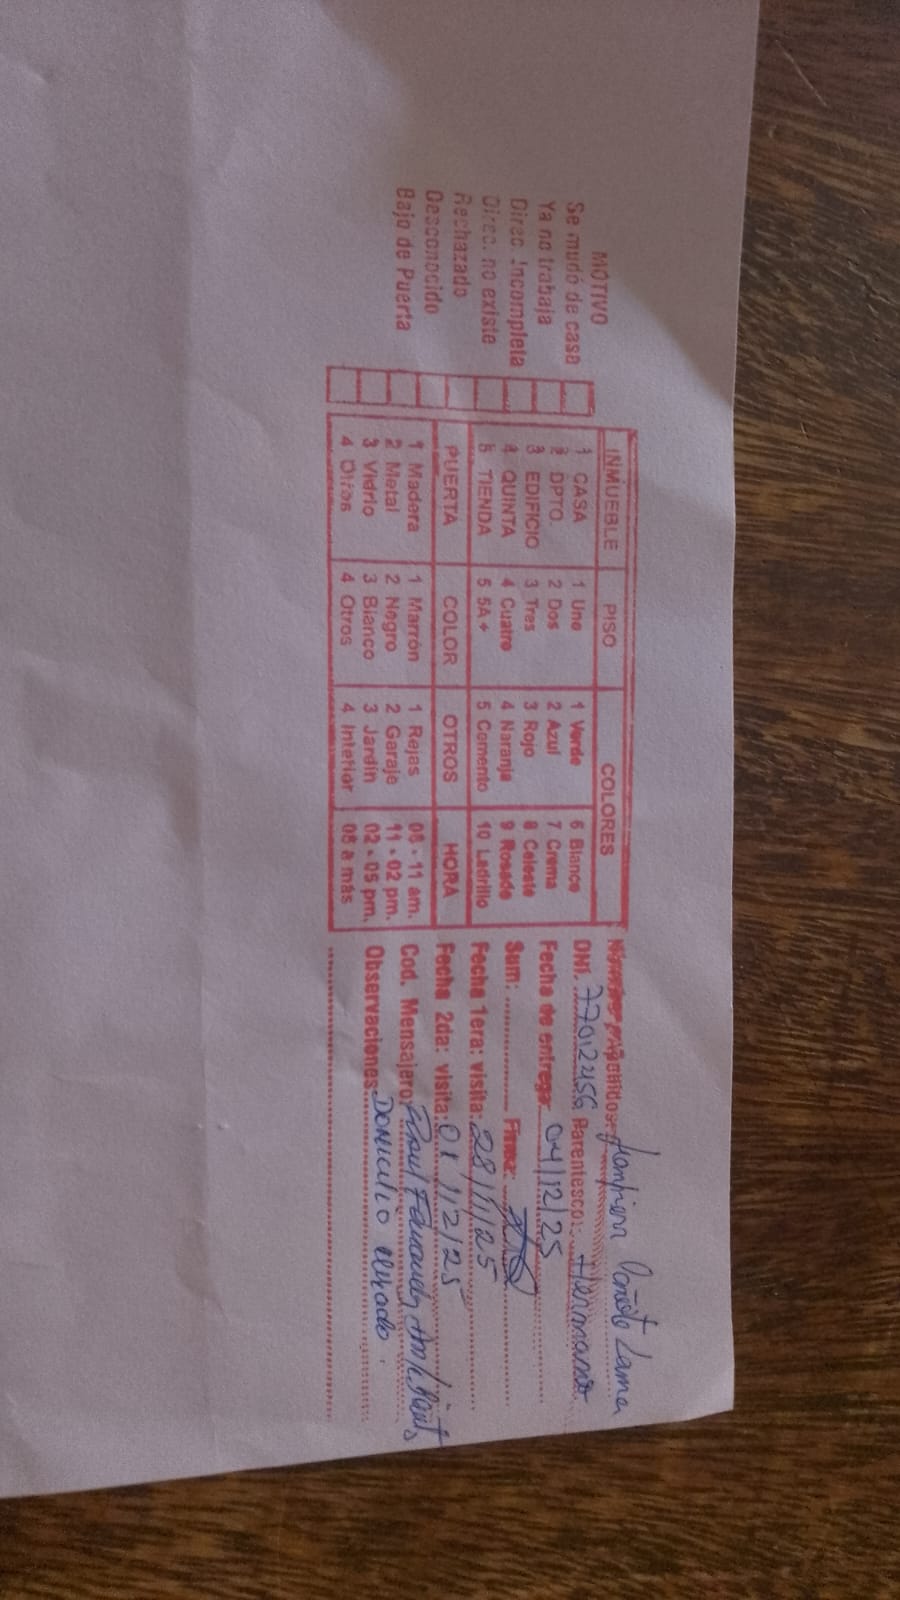 MOTIVO
Se mudó de casa
Ya no trabaja
Direc. Incompleta
Direc. no existe
Rechazado
Desconocido
Bajo de Puerta
INMUEBLE PISO COLORES
1 CASA 1 Uno 1 Verde 6 Blanco
2 DPTO. 2 Dos 2 Azul 7 Crema
3 EDIFICIO 3 Tres 3 Rojo 8 Celeste
4 QUINTA 4 Cuatro 4 Naranja 9 Rosado
5 TIENDA 5 5A+ 5 Cemento 10 Ladrillo
PUERTA COLOR OTROS HORA
1 Madera 1 Marrón 1 Rejas 08 - 11 am.
2 Metal 2 Negro 2 Garaje 11 - 02 pm.
3 Vidrio 3 Blanco 3 Jardín 02 - 05 pm.
4 Otros 4 Otros 4 Interior 05 a más
DNI. 77012456 Parentesco: Hermano
Fecha de entrega: 04/12/25
Sum: Firma:
Fecha 1era: visita: 28/11/25
Fecha 2da: visita: 01/12/25
Cod. Mensajero: Raul
Observaciones: Domicilio cerrado.